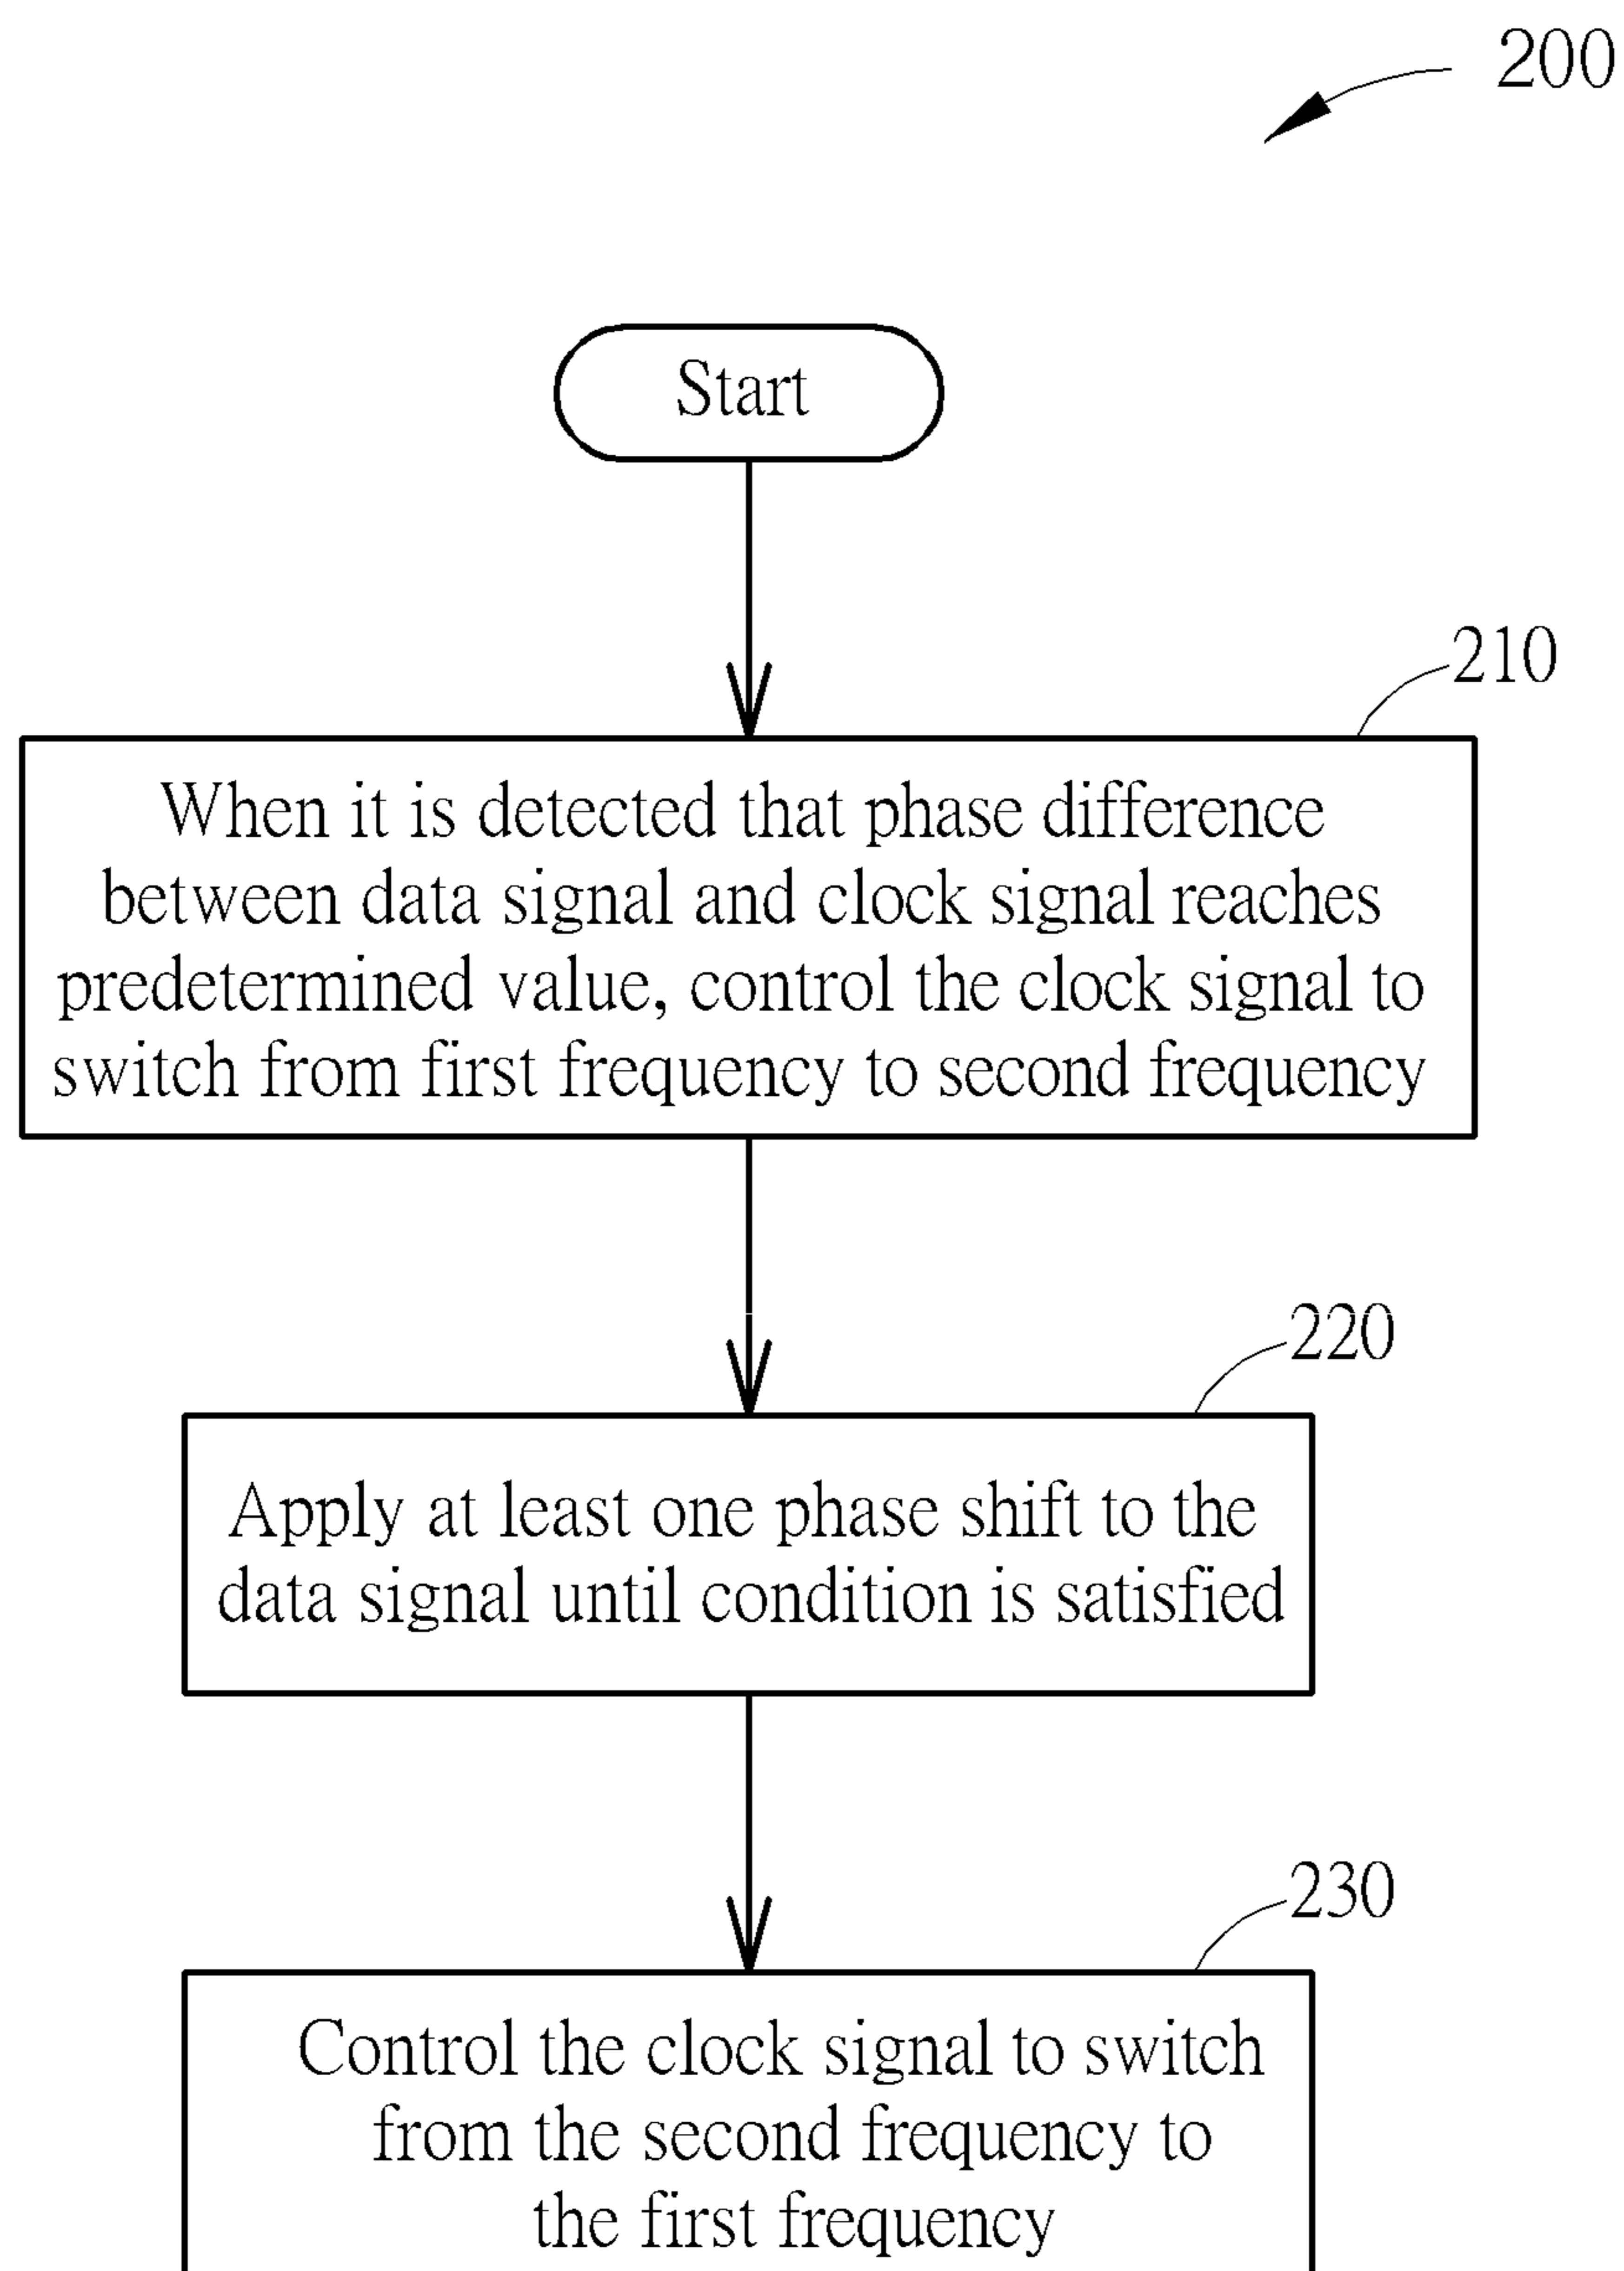 200
Start
210
When it is detected that phase difference
between data signal and clock signal reaches
predetermined value, control the clock signal to
switch from first frequency to second frequency
220
Apply at least one phase shift to the
data signal until condition is satisfied
230
Control the clock signal to switch
from the second frequency to
the first frequency